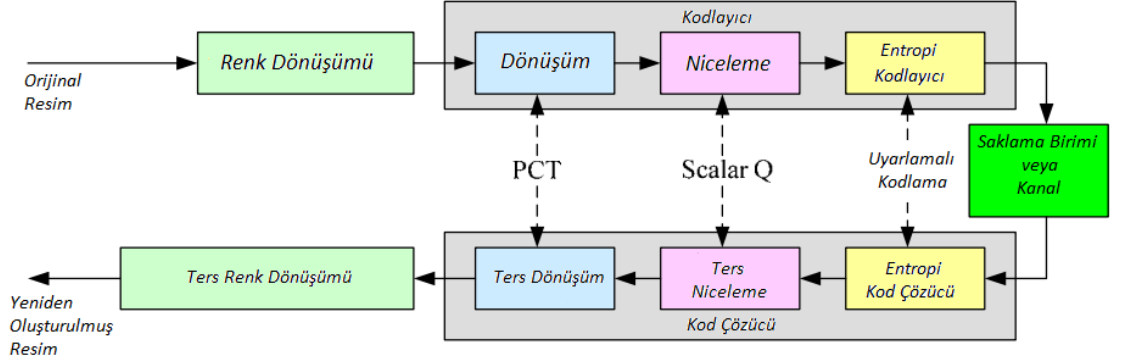 Kodlayıcı
Orijinal
Resim
Renk Dönüşümü
Dönüşüm
Niceleme
Entropi
Kodlayıcı
PCT
Scalar Q
Uyarlamalı
Kodlama
Saklama Birimi
veya
Kanal
Yeniden
Oluşturulmuş
Resim
Ters Renk Dönüşümü
Ters Dönüşüm
Ters
Niceleme
Entropi
Kod Çözücü
Kod Çözücü